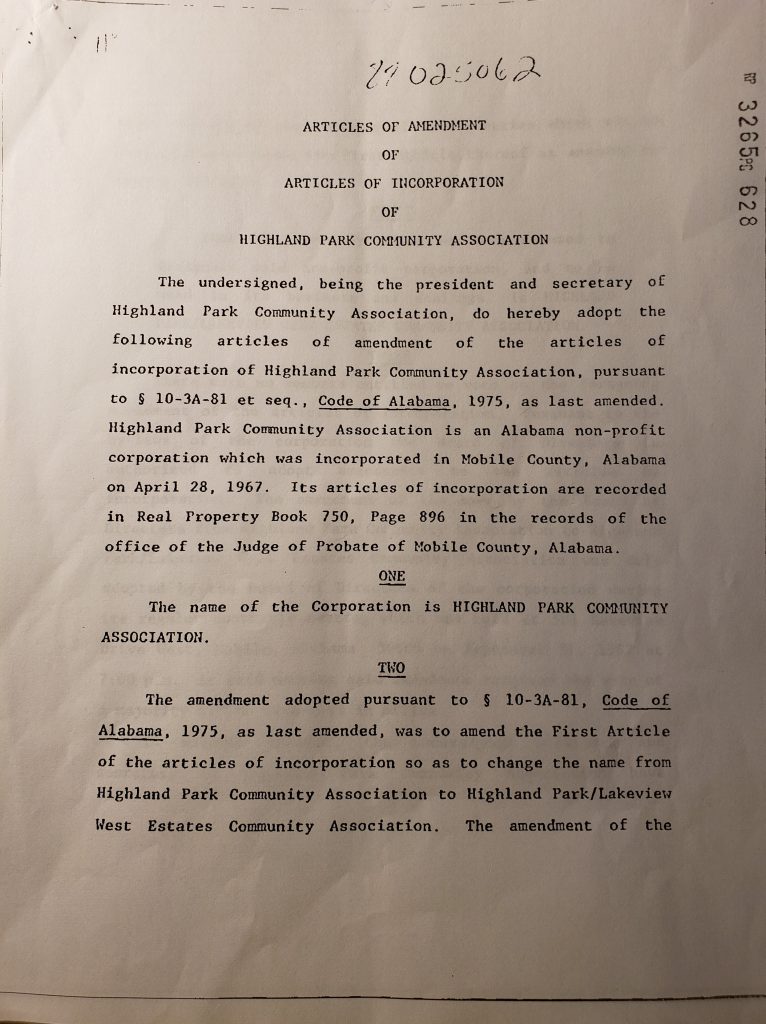 025062
3265 628
ARTICLES OF AMENDMENT
OF
ARTICLES OF INCORPORATION
OF
HIGHLAND PARK COMMUNITY ASSOCIATION
The undersigned, being the president and secretary of
Highland Park Community Association, do hereby adopt the
following articles of amendment of the articles of
incorporation of Highland Park Community Association, pursuant
to § 10-3A-81 et seq., Code of Alabama, 1975, as last amended.
Highland Park Community Association is an Alabama non-profit
corporation which was incorporated in Mobile County, Alabama
on April 28, 1967. Its articles of incorporation are recorded
in Real Property Book 750, Page 896 in the records of the
office of the Judge of Probate of Mobile County, Alabama.
ONE
The name of the Corporation is HIGHLAND PARK COMMUNITY
ASSOCIATION.
TWO
The amendment adopted pursuant to § 10-3A-81, Code of
Alabama, 1975, as last amended, was to amend the First Article
of the articles of incorporation so as to change the name from
Highland Park Community Association to Highland Park/Lakeview
West Estates Community Association. The amendment of the